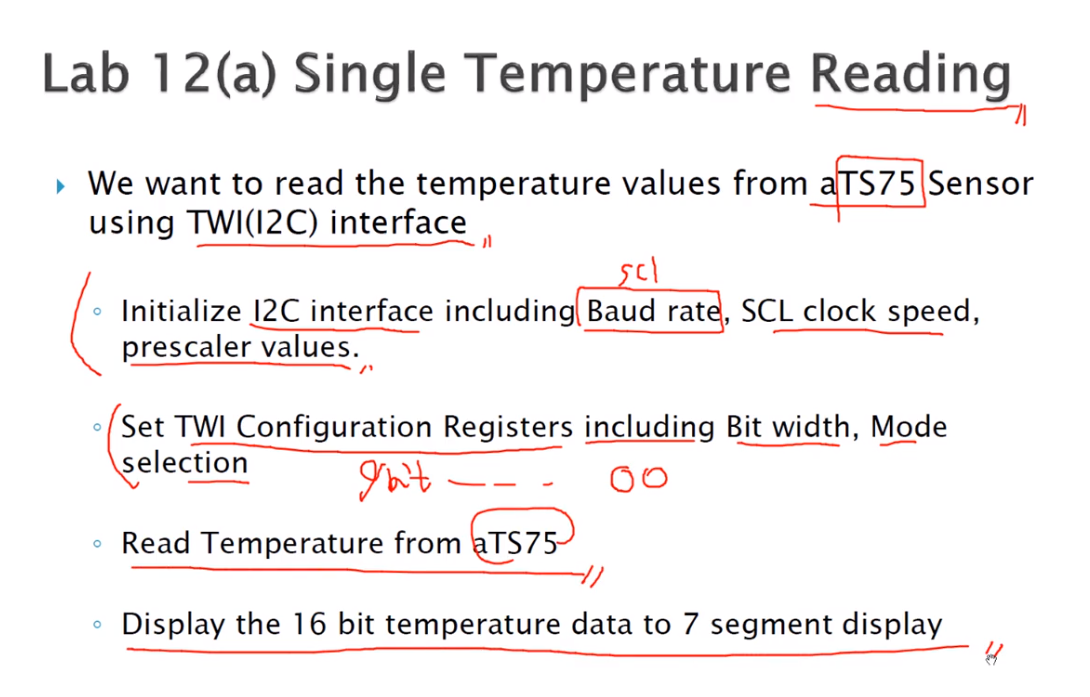 Lab 12(a) Single Temperature Reading
We want to read the temperature values from aTS75 Sensor
using TWI(I2C) interface
scl
Initialize I2C interface including Baud rate, SCL clock speed,
prescaler values.
Set TWI Configuration Registers including Bit width, Mode
selection
9bit 00
Read Temperature from aTS75
Display the 16 bit temperature data to 7 segment display